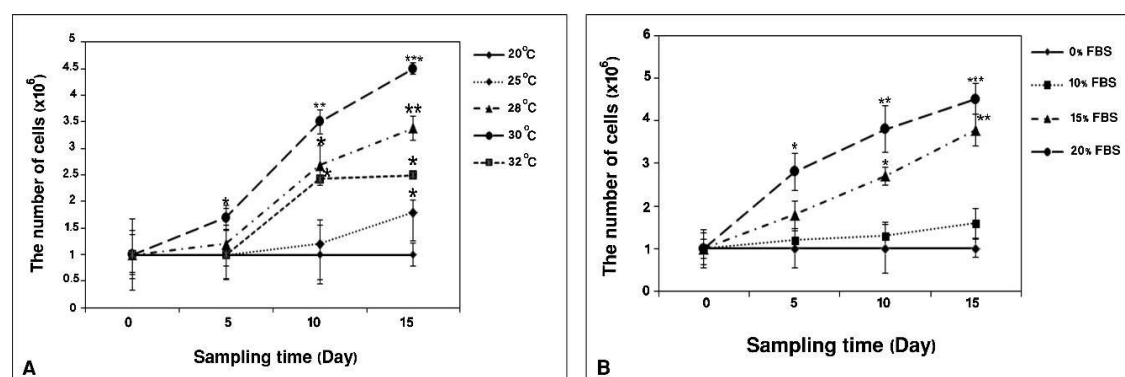 The number of cells (x10⁶)
5
4.5
4
3.5
3
2.5
2
1.5
1
0.5
0
0 5 10 15
Sampling time (Day)
A
*
**
*
*
***
**
*
*
20°C
25°C
28°C
30°C
32°C
The number of cells (x10⁶)
6
5
4
3
2
1
0
0 5 10 15
Sampling time (Day)
B
*
**
*
***
**
0% FBS
10% FBS
15% FBS
20% FBS